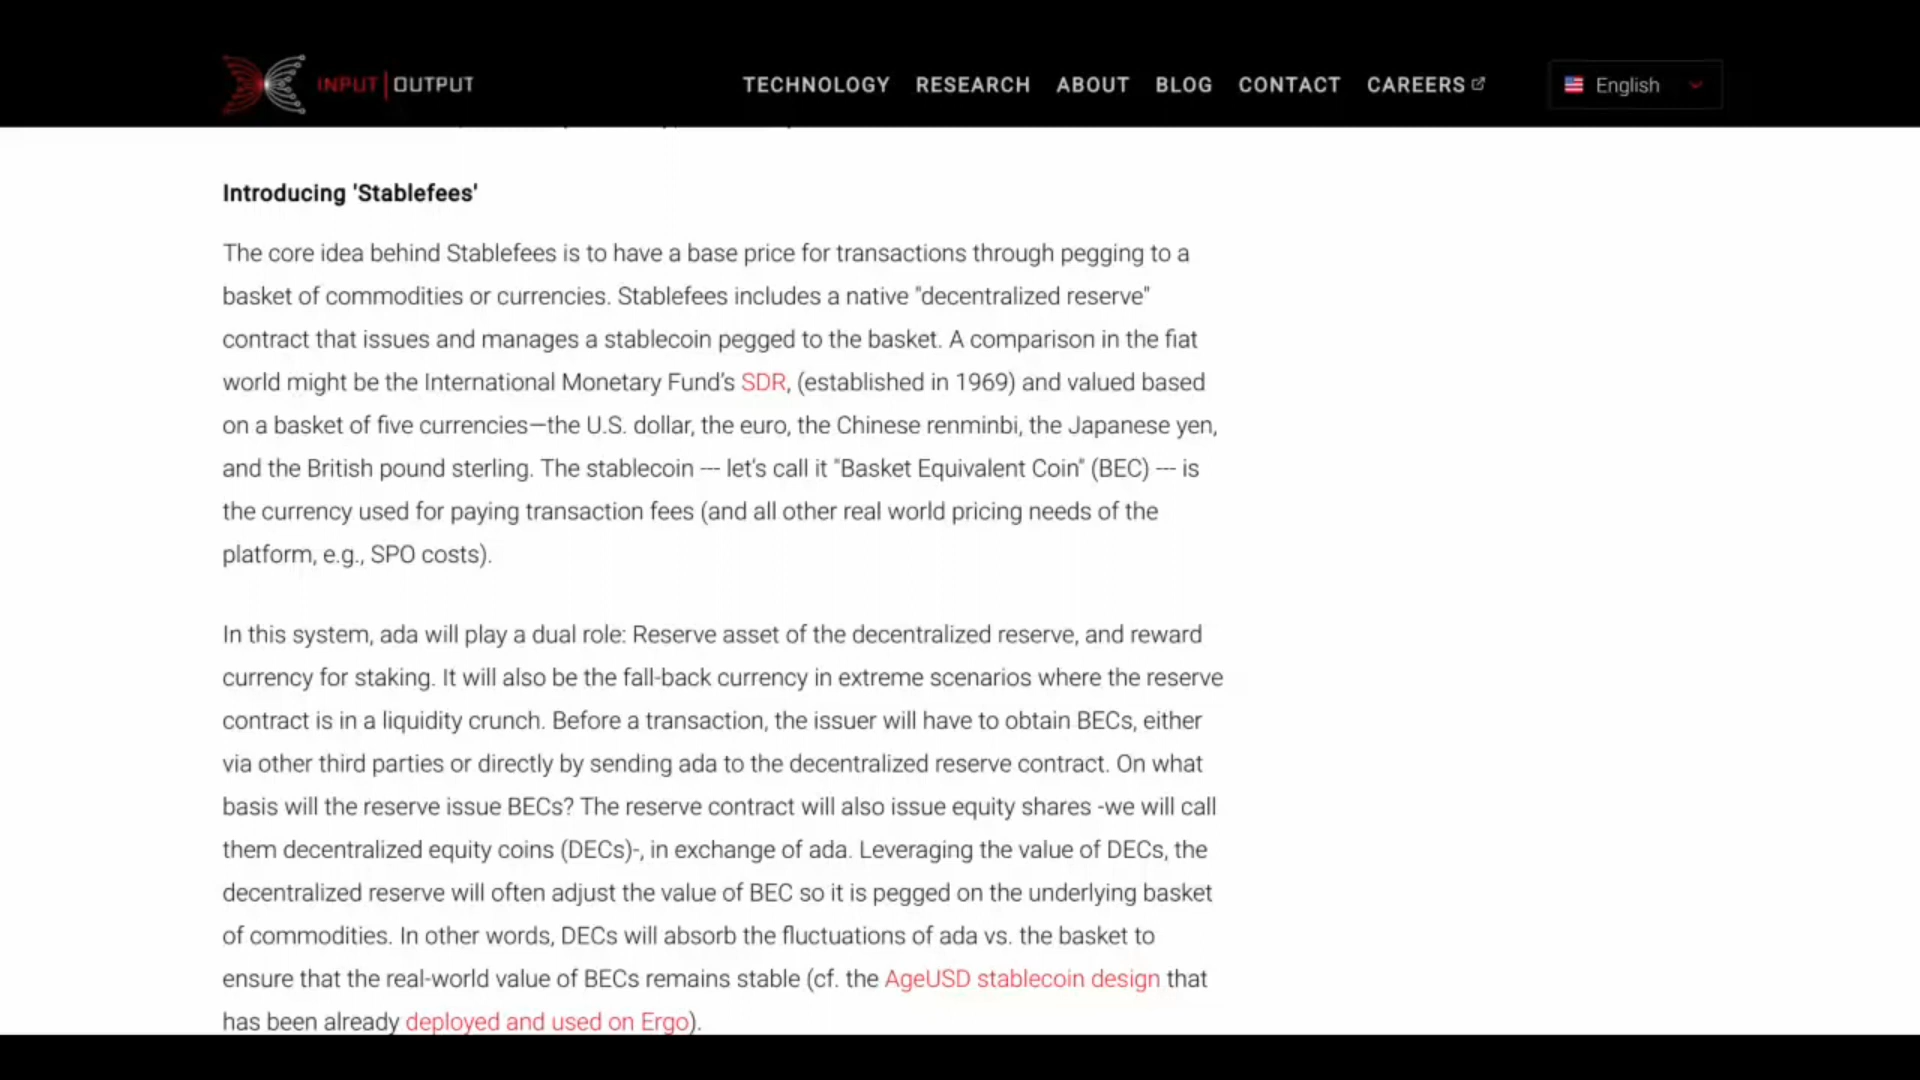 INPUT | OUTPUT
TECHNOLOGY RESEARCH ABOUT BLOG CONTACT CAREERS
English
Introducing 'Stablefees'
The core idea behind Stablefees is to have a base price for transactions through pegging to a
basket of commodities or currencies. Stablefees includes a native "decentralized reserve"
contract that issues and manages a stablecoin pegged to the basket. A comparison in the fiat
world might be the International Monetary Fund's SDR, (established in 1969) and valued based
on a basket of five currencies—the U.S. dollar, the euro, the Chinese renminbi, the Japanese yen,
and the British pound sterling. The stablecoin --- let's call it "Basket Equivalent Coin" (BEC) --- is
the currency used for paying transaction fees (and all other real world pricing needs of the
platform, e.g., SPO costs).
In this system, ada will play a dual role: Reserve asset of the decentralized reserve, and reward
currency for staking. It will also be the fall-back currency in extreme scenarios where the reserve
contract is in a liquidity crunch. Before a transaction, the issuer will have to obtain BECs, either
via other third parties or directly by sending ada to the decentralized reserve contract. On what
basis will the reserve issue BECs? The reserve contract will also issue equity shares -we will call
them decentralized equity coins (DECs)-, in exchange of ada. Leveraging the value of DECs, the
decentralized reserve will often adjust the value of BEC so it is pegged on the underlying basket
of commodities. In other words, DECs will absorb the fluctuations of ada vs. the basket to
ensure that the real-world value of BECs remains stable (cf. the AgeUSD stablecoin design that
has been already deployed and used on Ergo).